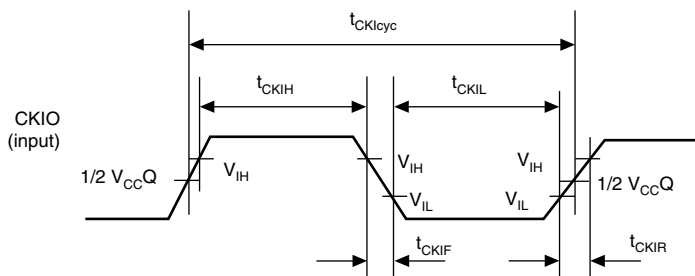 tCKIcyc
tCKIH
tCKIL
CKIO
(input)
1/2 VCCQ
VIH
VIH
VIL
VIH
VIL
1/2 VCCQ
tCKIF
tCKIR